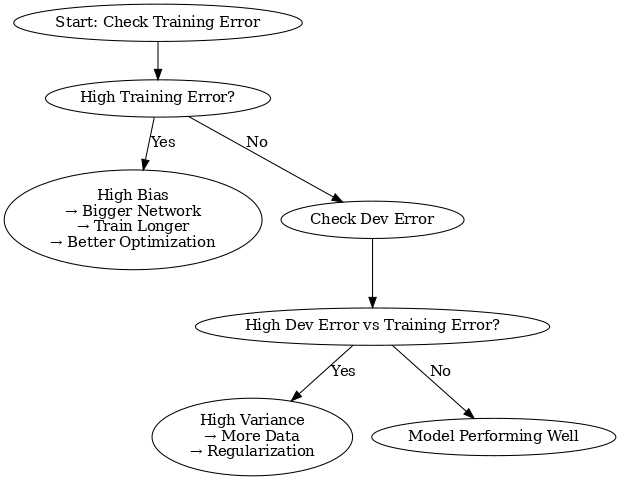 Start: Check Training Error
High Training Error?
Yes
No
High Bias
→ Bigger Network
→ Train Longer
→ Better Optimization
Check Dev Error
High Dev Error vs Training Error?
Yes
No
High Variance
→ More Data
→ Regularization
Model Performing Well